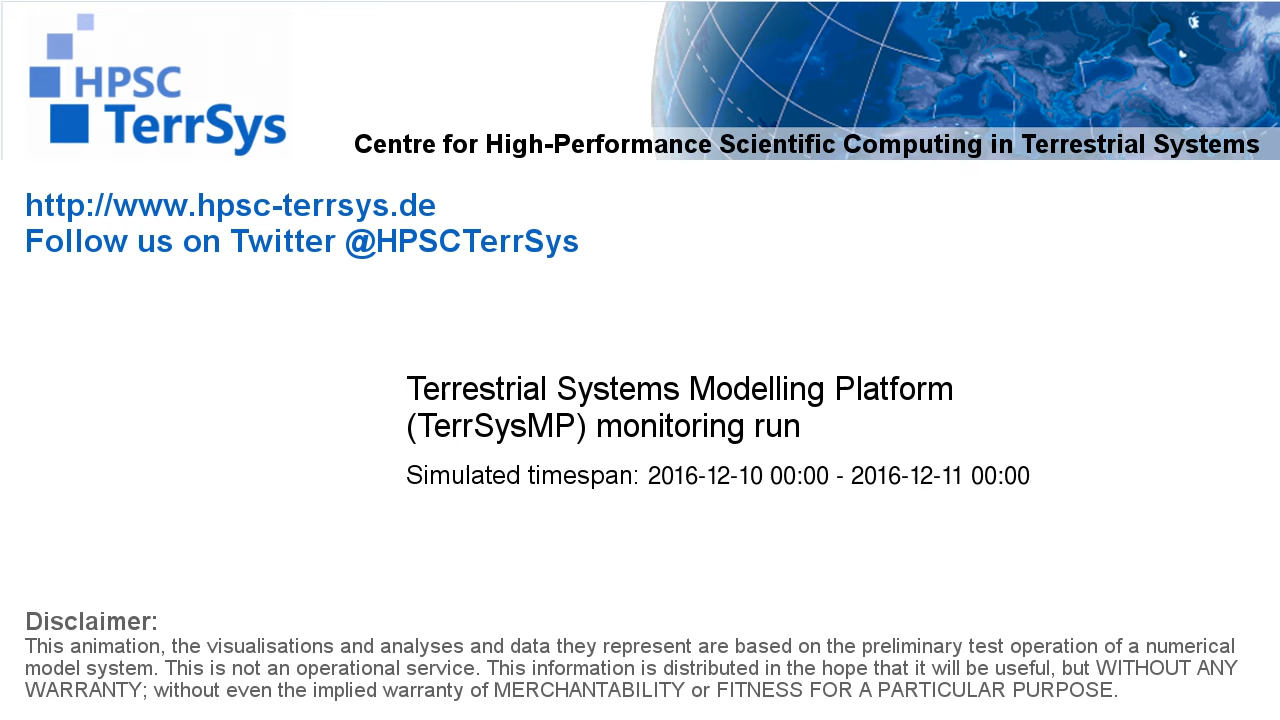 HPSC
TerrSys
Centre for High-Performance Scientific Computing in Terrestrial Systems
http://www.hpsc-terrsys.de
Follow us on Twitter @HPSCTerrSys
Terrestrial Systems Modelling Platform
(TerrSysMP) monitoring run
Simulated timespan: 2016-12-10 00:00 - 2016-12-11 00:00
Disclaimer:
This animation, the visualisations and analyses and data they represent are based on the preliminary test operation of a numerical
model system. This is not an operational service. This information is distributed in the hope that it will be useful, but WITHOUT ANY
WARRANTY; without even the implied warranty of MERCHANTABILITY or FITNESS FOR A PARTICULAR PURPOSE.